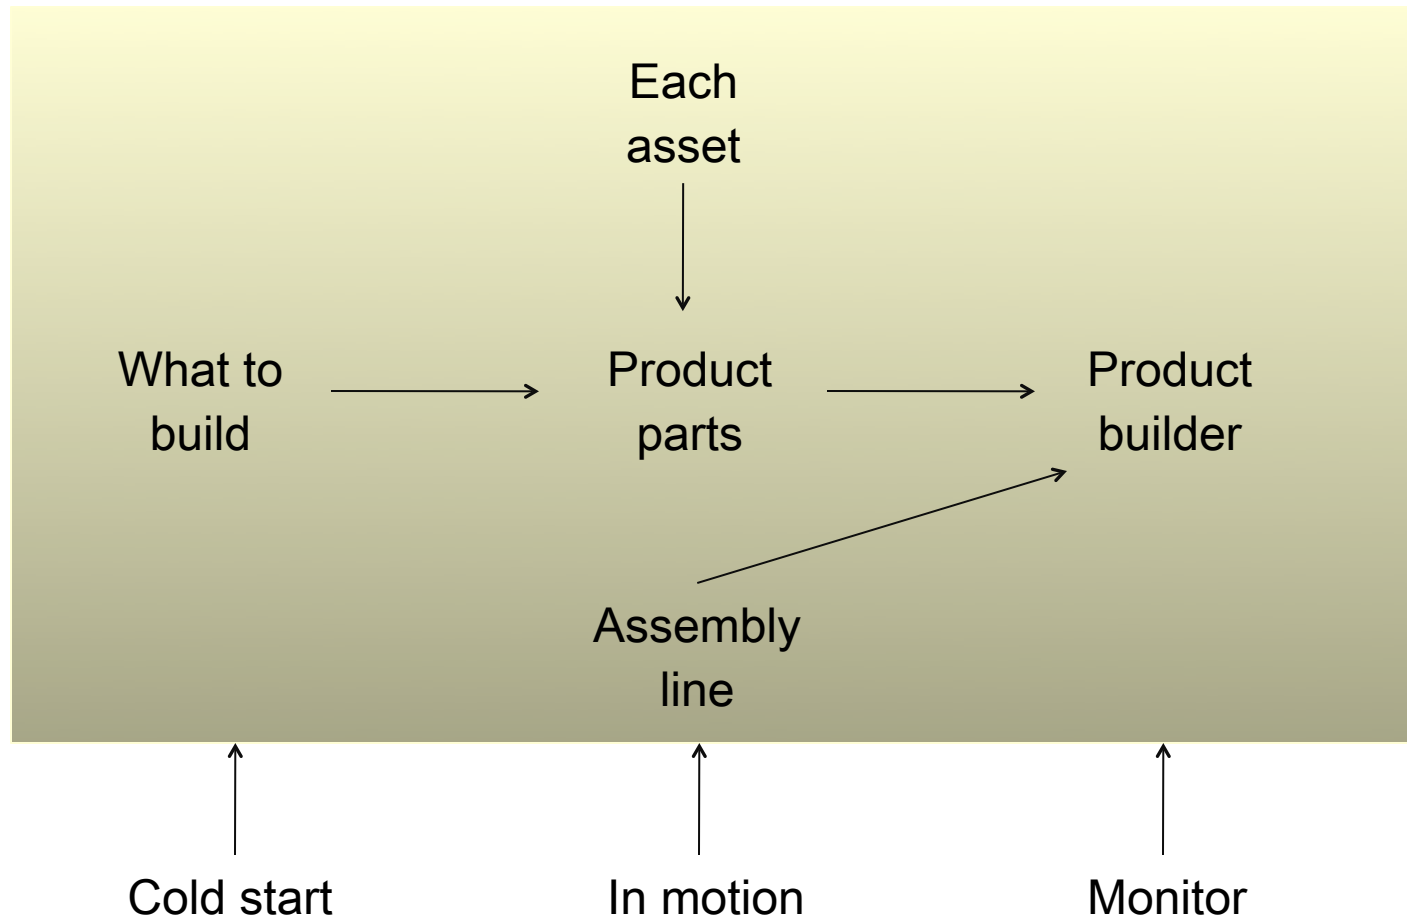 Each
asset
What to
build
Product
parts
Product
builder
Assembly
line
Cold start
In motion
Monitor